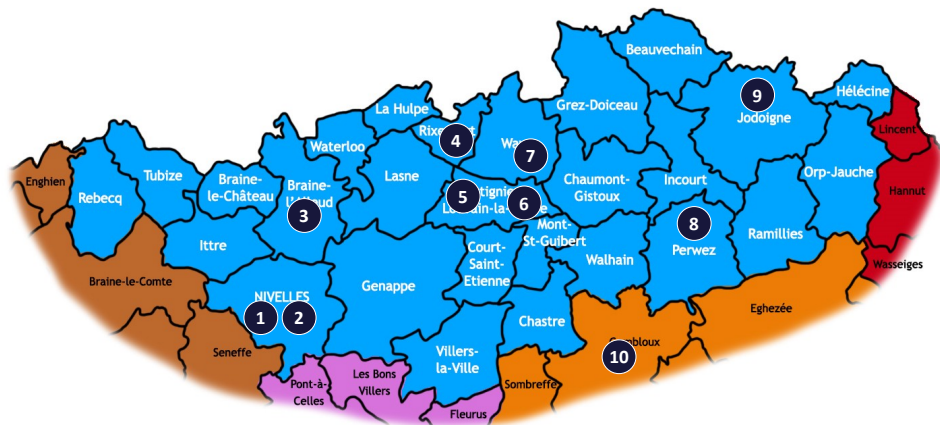 Beauvechain
Hélécine
9
Jodoigne
La Hulpe
Grez-Doiceau
Lincent
4
Waterloo
7
Enghien
Tubize
Rebecq
Braine-
le-Château
Braine-
3
Lasne
5
6
Chaumont-
Gistoux
Incourt
Orp-Jauche
Hannut
Ittre
Mont-
St-Guibert
8
Perwez
Ramillies
Court-
Saint-
Etienne
Walhain
Wasseiges
Braine-le-Comte
Genappe
NIVELLES
1
2
Eghezée
Chastre
Seneffe
Villers-
la-Ville
10
Les Bons
Villers
Pont-à-
Celles
Sombreffe
Fleurus